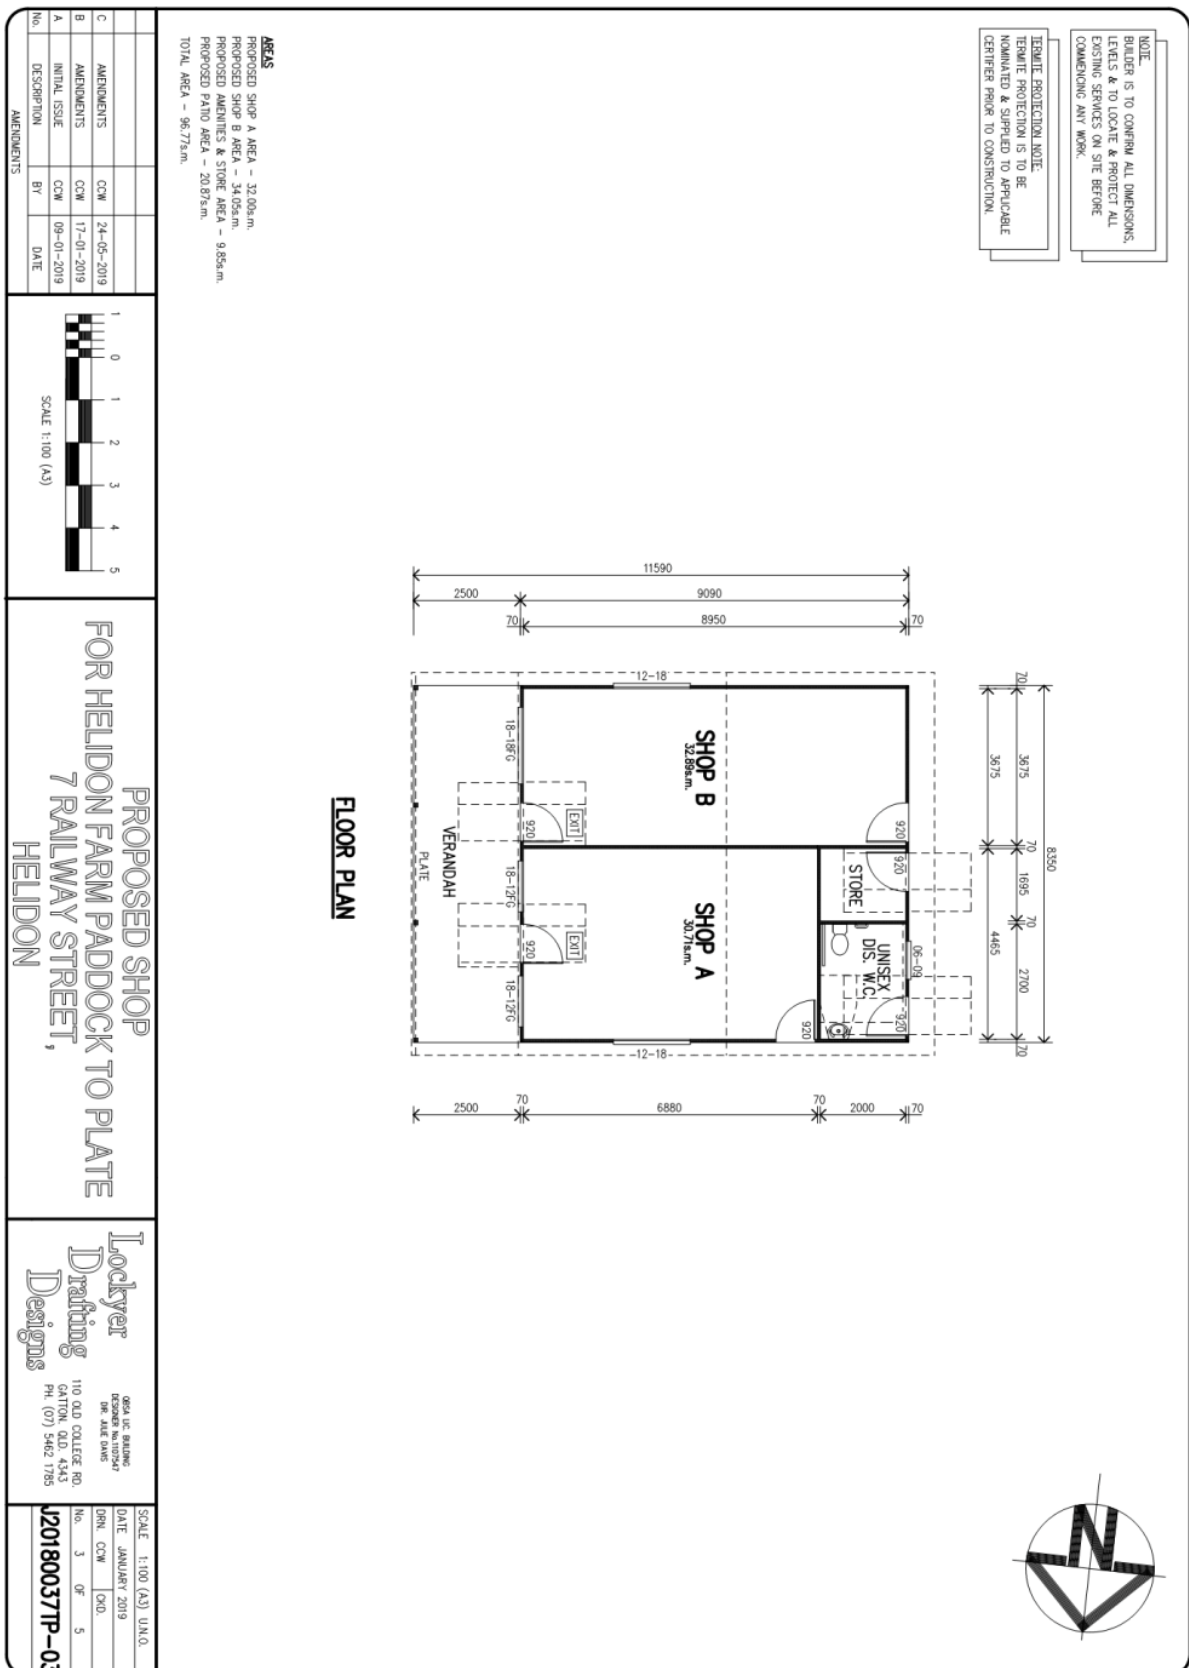 NOTE
BUILDER IS TO CONFIRM ALL DIMENSIONS,
LEVELS & TO LOCATE & PROTECT ALL
EXISTING SERVICES ON SITE BEFORE
COMMENCING ANY WORK.
TERMITE PROTECTION NOTE:
TERMITE PROTECTION IS TO BE
NOMINATED & SUPPLIED TO APPLICABLE
CERTIFIER PRIOR TO CONSTRUCTION.
8350
70 3675 70 1695 70 2700 70
3675 4465
11590
2500 9090
70 8950 70
12-18
SHOP B
32.89s.m.
18-18FG
920
EXIT
920
920
STORE
SHOP A
30.71s.m.
UNISEX
DIS. W.C.
06-09
920
920
18-12FG
920
EXIT
18-12FG
12-18
VERANDAH
PLATE
2500 70 6880 70 2000 70
FLOOR PLAN
AREAS
PROPOSED SHOP A AREA - 32.00s.m.
PROPOSED SHOP B AREA - 34.05s.m.
PROPOSED AMENITIES & STORE AREA - 9.85s.m.
PROPOSED PATIO AREA - 20.87s.m.
TOTAL AREA - 96.77s.m.
C AMENDMENTS CCW 24-05-2019
B AMENDMENTS CCW 17-01-2019
A INITIAL ISSUE CCW 09-01-2019
No. DESCRIPTION BY DATE
AMENDMENTS
1 0 1 2 3 4 5
SCALE 1:100 (A3)
PROPOSED SHOP
FOR HELIDON FARM PADDOCK TO PLATE
7 RAILWAY STREET,
HELIDON
Lockyer
Drafting
Designs
QBSA LIC. BUILDING
DESIGNER No.1107547
DIR. JULIE DAVIS
110 OLD COLLEGE RD.
GATTON. QLD. 4343
PH. (07) 5462 1785
SCALE 1:100 (A3) U.N.O.
DATE JANUARY 2019
DRN. CCW CKD.
No. 3 OF 5
J20180037TP-03
N